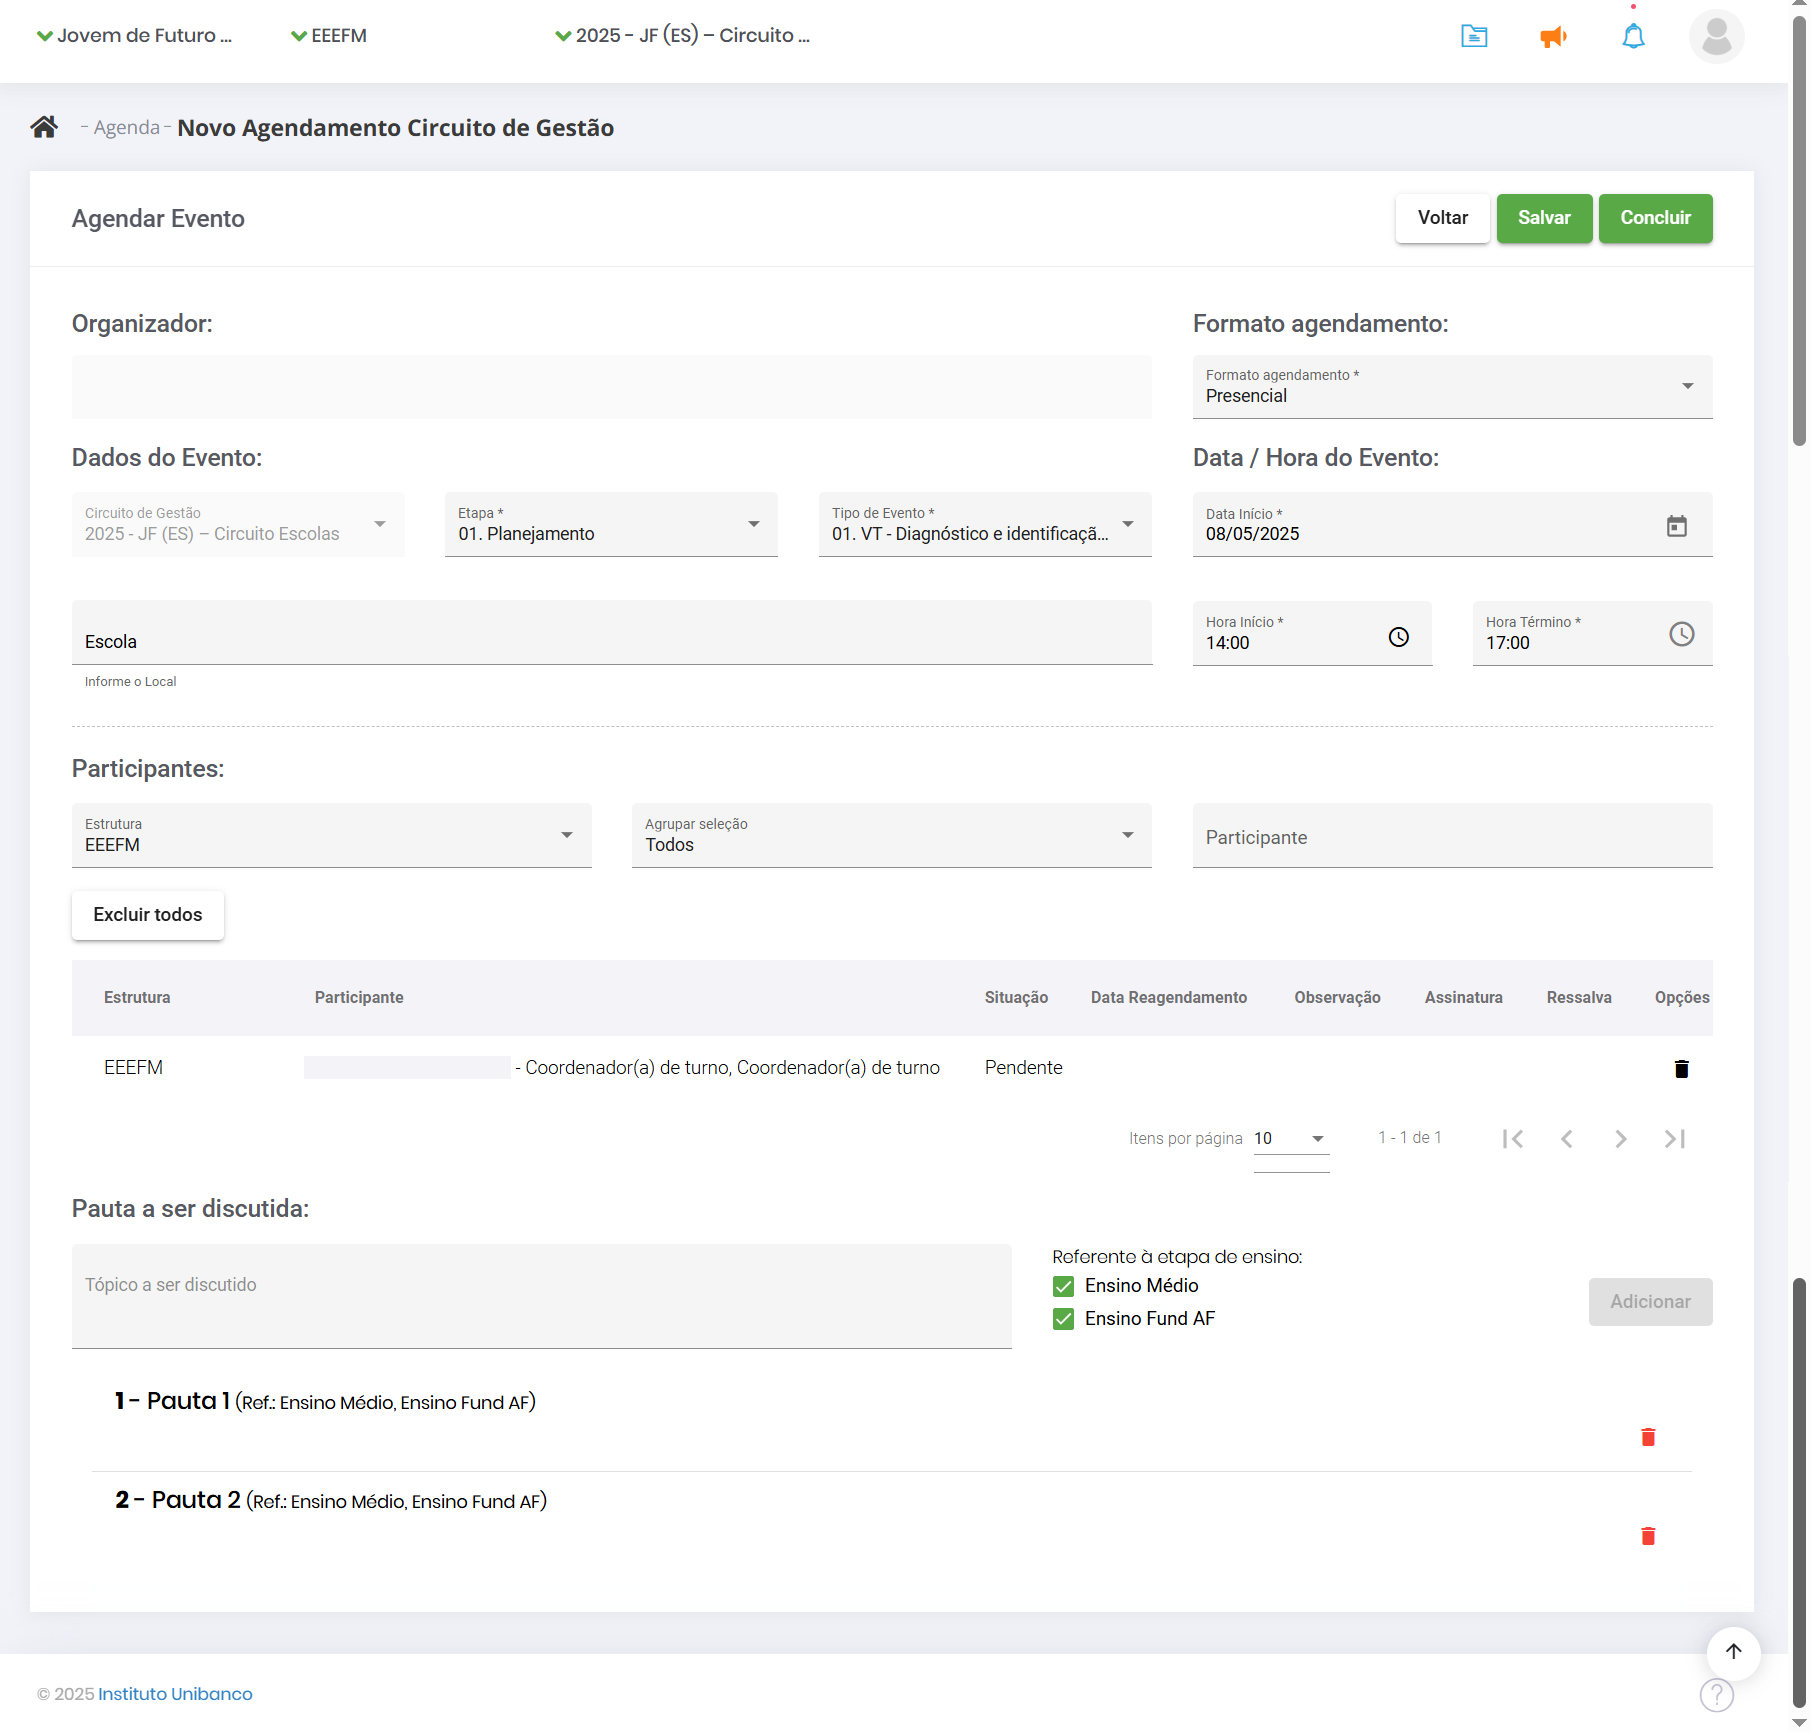 Jovem de Futuro ... EEEFM 2025 - JF (ES) – Circuito ...
- Agenda - Novo Agendamento Circuito de Gestão
Agendar Evento Voltar Salvar Concluir
Organizador: Formato agendamento:
Formato agendamento *
Presencial
Dados do Evento: Data / Hora do Evento:
Circuito de Gestão Etapa * Tipo de Evento * Data Início *
2025 - JF (ES) – Circuito Escolas 01. Planejamento 01. VT - Diagnóstico e identificaçã... 08/05/2025
Hora Início * Hora Término *
Escola 14:00 17:00
Informe o Local
Participantes:
Estrutura Agrupar seleção
EEEFM Todos Participante
Excluir todos
Estrutura Participante Situação Data Reagendamento Observação Assinatura Ressalva Opções
EEEFM - Coordenador(a) de turno, Coordenador(a) de turno Pendente
Itens por página 10 1 - 1 de 1
Pauta a ser discutida:
Referente à etapa de ensino:
Tópico a ser discutido Ensino Médio
Adicionar
Ensino Fund AF
1 - Pauta 1 (Ref.: Ensino Médio, Ensino Fund AF)
2 - Pauta 2 (Ref.: Ensino Médio, Ensino Fund AF)
© 2025 Instituto Unibanco
?